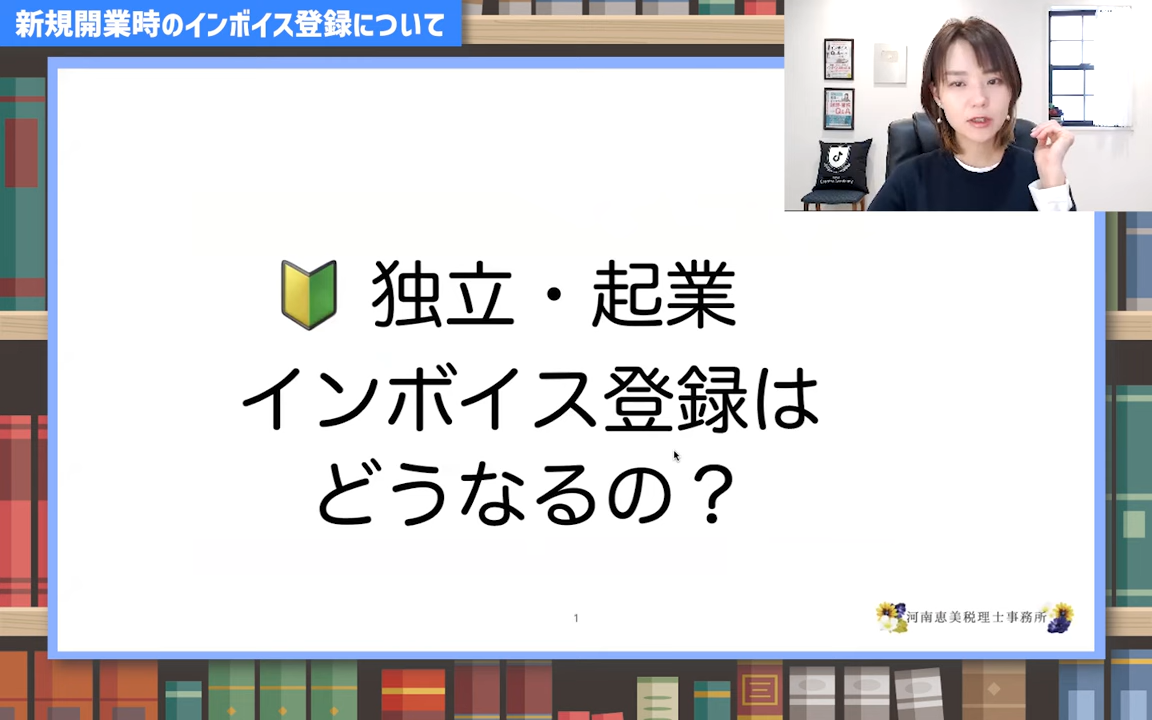 新規開業時のインボイス登録について
独立・起業
インボイス登録は
どうなるの？
1
河南恵美税理士事務所
Q&A